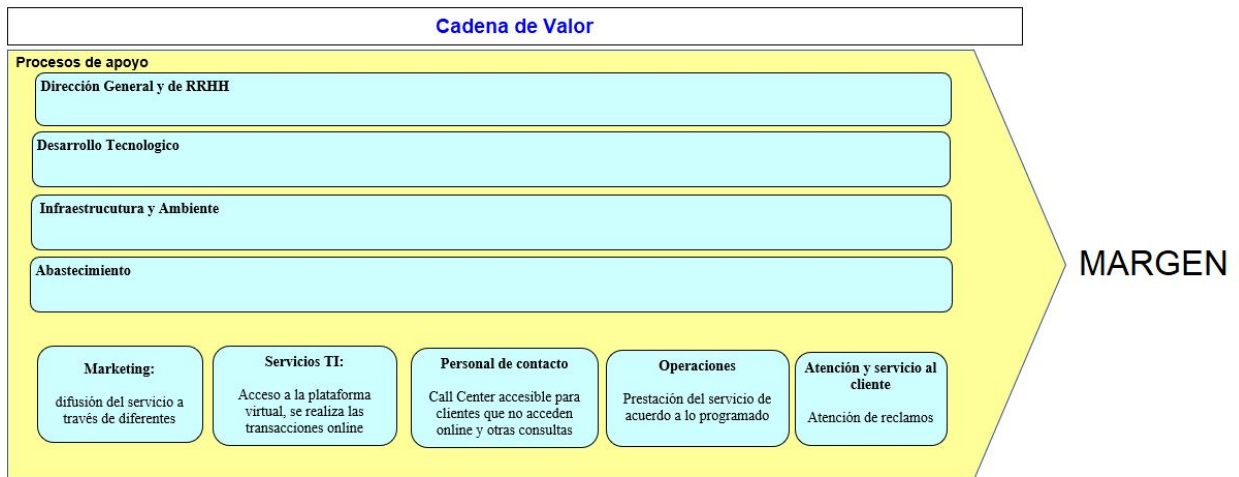 Cadena de Valor
Procesos de apoyo
Dirección General y de RRHH
Desarrollo Tecnologico
Infraestrucutura y Ambiente
Abastecimiento
MARGEN
Marketing:
difusión del servicio a
través de diferentes
Servicios TI:
Acceso a la plataforma
virtual, se realiza las
transacciones online
Personal de contacto
Call Center accesible para
clientes que no acceden
online y otras consultas
Operaciones
Prestación del servicio de
acuerdo a lo programado
Atención y servicio al
cliente
Atención de reclamos